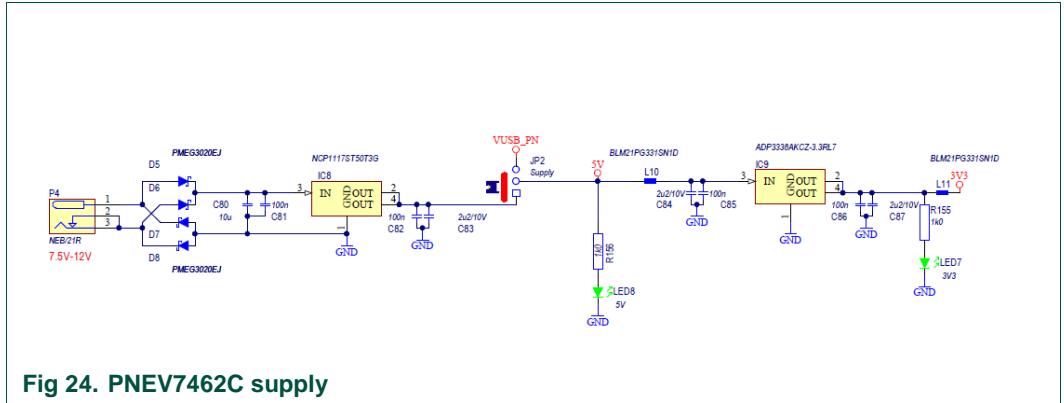 PMEG3020EJ
D5
D6
D7
D8
PMEG3020EJ
P4
1
2
3
NEB/21R
7.5V-12V
C80
10u
100n
C81
NCP1117ST50T3G
IC8
3
IN
GND
OUT
OUT
2
4
1
GND
100n
C82
2u2/10V
C83
GND
VUSB_PN
JP2
Supply
5V
1k0
R156
LED8
5V
GND
BLM21PG331SN1D
L10
2u2/10V
C84
100n
C85
GND
ADP3338AKCZ-3.3RL7
IC9
3
IN
GND
OUT
OUT
2
4
1
GND
100n
C86
2u2/10V
C87
GND
BLM21PG331SN1D
L11
3V3
R155
1k0
LED7
3V3
GND
Fig 24. PNEV7462C supply